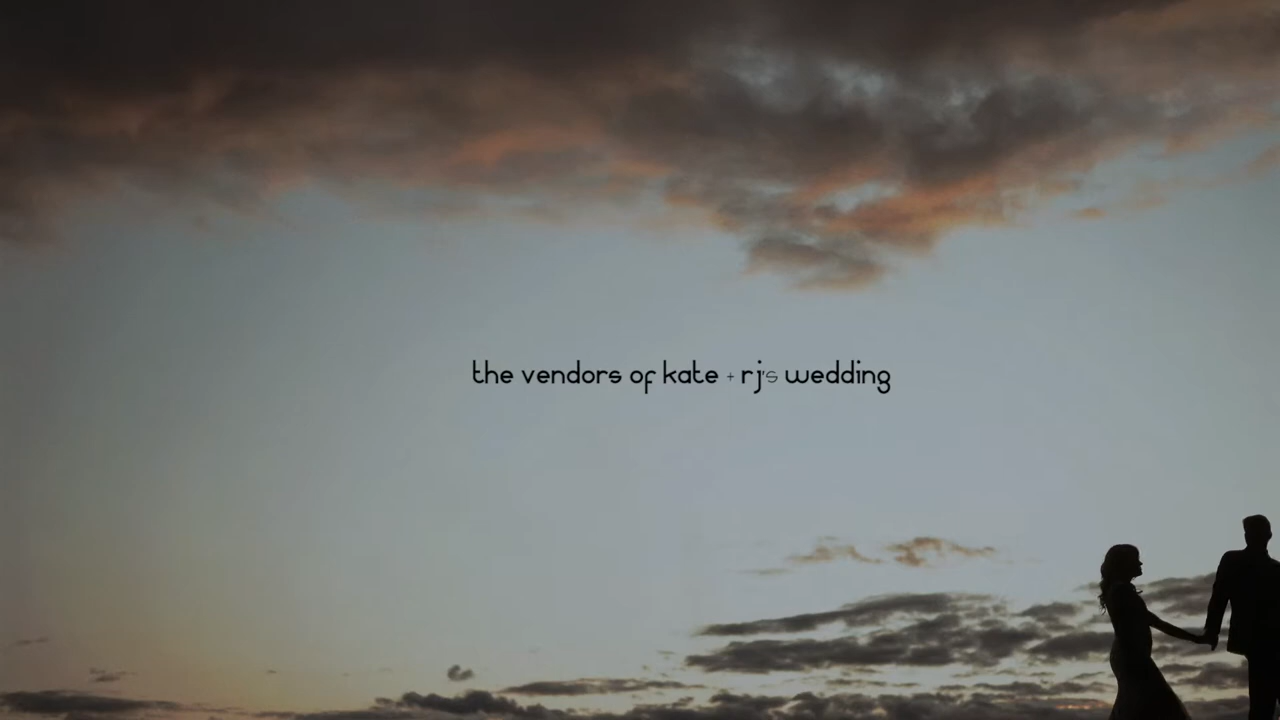 the vendors of kate + rj's wedding